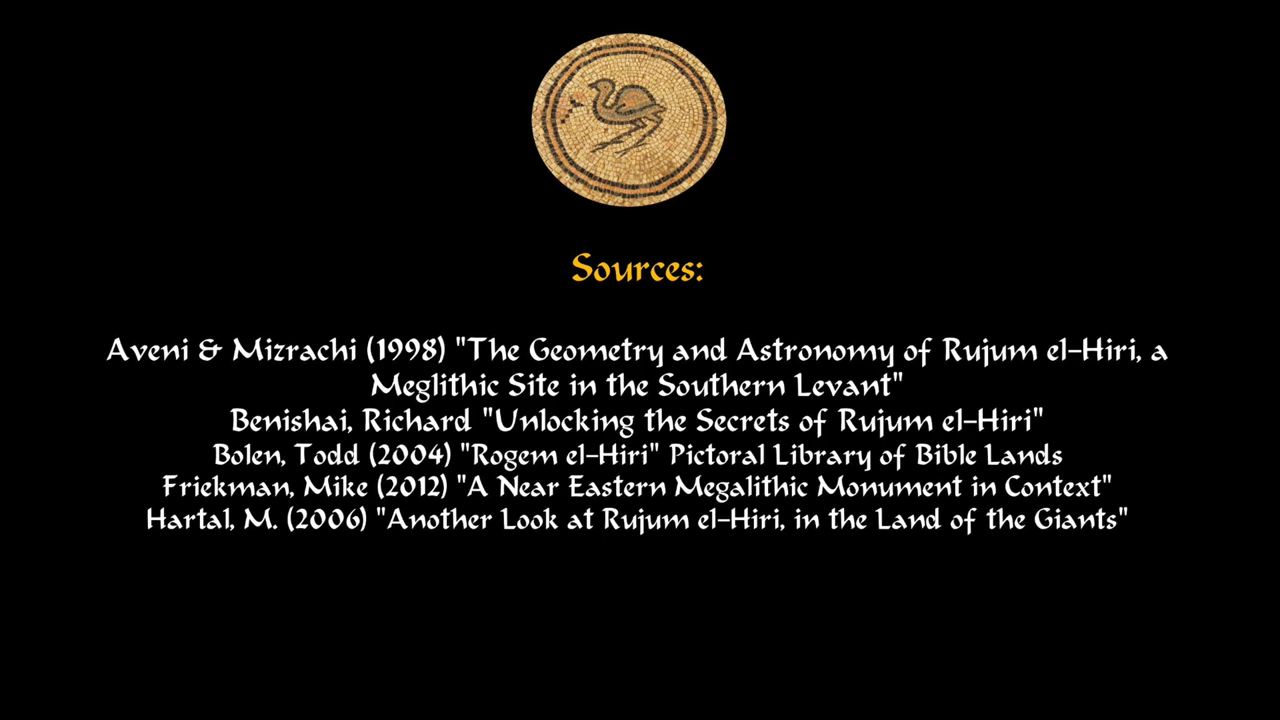 Sources:
Aveni & Mizrachi (1998) "The Geometry and Astronomy of Rujum el-Hiri, a
Meglithic Site in the Southern Levant"
Benishai, Richard "Unlocking the Secrets of Rujum el-Hiri"
Bolen, Todd (2004) "Rogem el-Hiri" Pictoral Library of Bible Lands
Friekman, Mike (2012) "A Near Eastern Megalithic Monument in Context"
Hartal, M. (2006) "Another Look at Rujum el-Hiri, in the Land of the Giants"